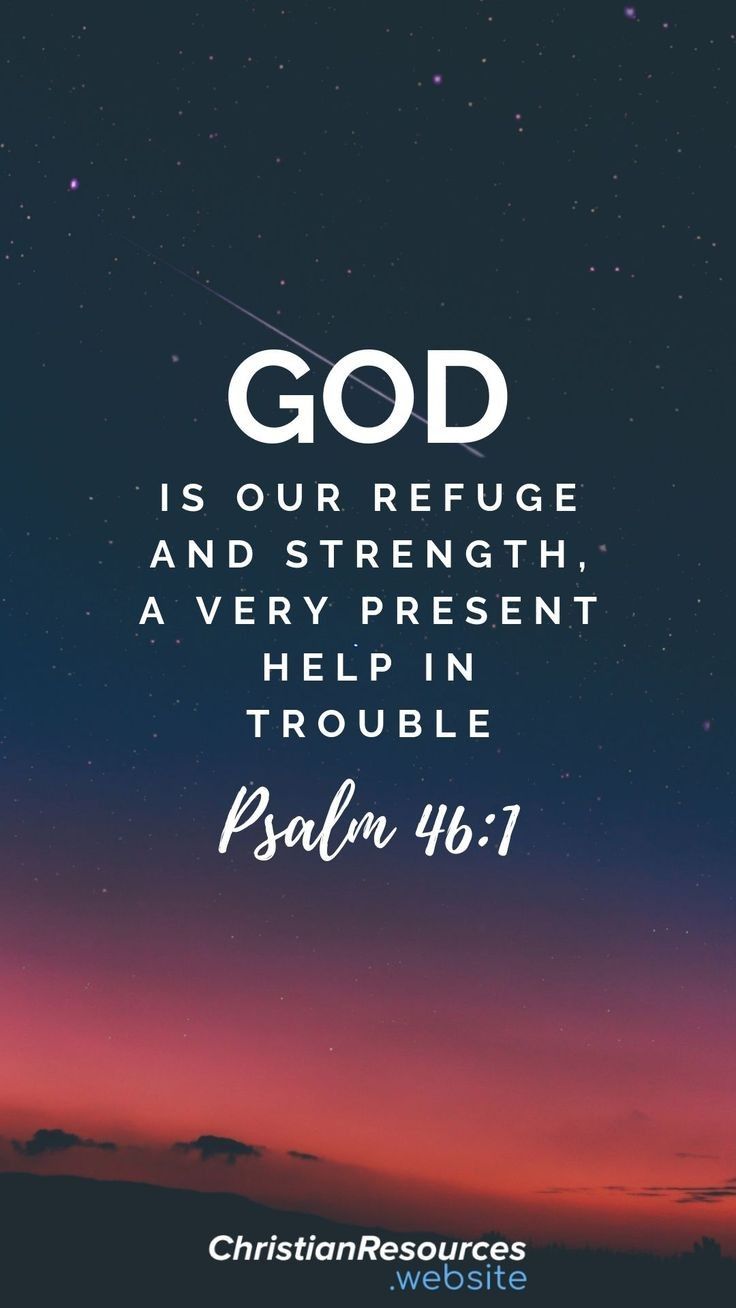 GOD
IS OUR REFUGE
AND STRENGTH,
A VERY PRESENT
HELP IN
TROUBLE
Psalm 46:1
ChristianResources
.website